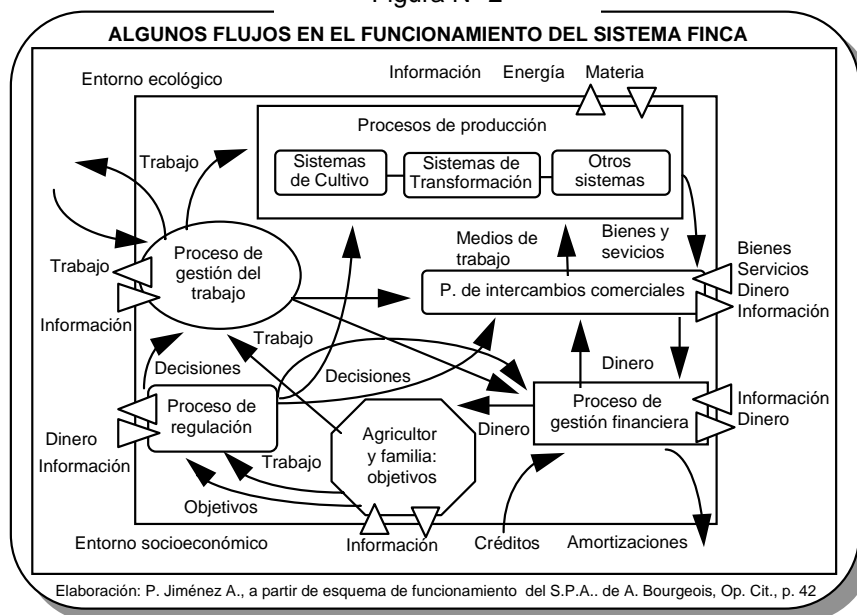 Figura N° 2
ALGUNOS FLUJOS EN EL FUNCIONAMIENTO DEL SISTEMA FINCA
Entorno ecológico
Información Energía Materia
Procesos de producción
Trabajo
Sistemas
de Cultivo
Sistemas de
Transformación
Otros
sistemas
Proceso de
gestión del
trabajo
Medios de
trabajo
Bienes y
sevicios
Trabajo
Información
P. de intercambios comerciales
Bienes
Servicios
Dinero
Información
Trabajo
Decisiones
Decisiones
Dinero
Proceso de
regulación
Dinero
Información
Agricultor
y familia:
objetivos
Dinero
Proceso de
gestión financiera
Información
Dinero
Trabajo
Objetivos
Entorno socioeconómico
Información
Créditos
Amortizaciones
Elaboración: P. Jiménez A., a partir de esquema de funcionamiento del S.P.A.. de A. Bourgeois, Op. Cit., p. 42